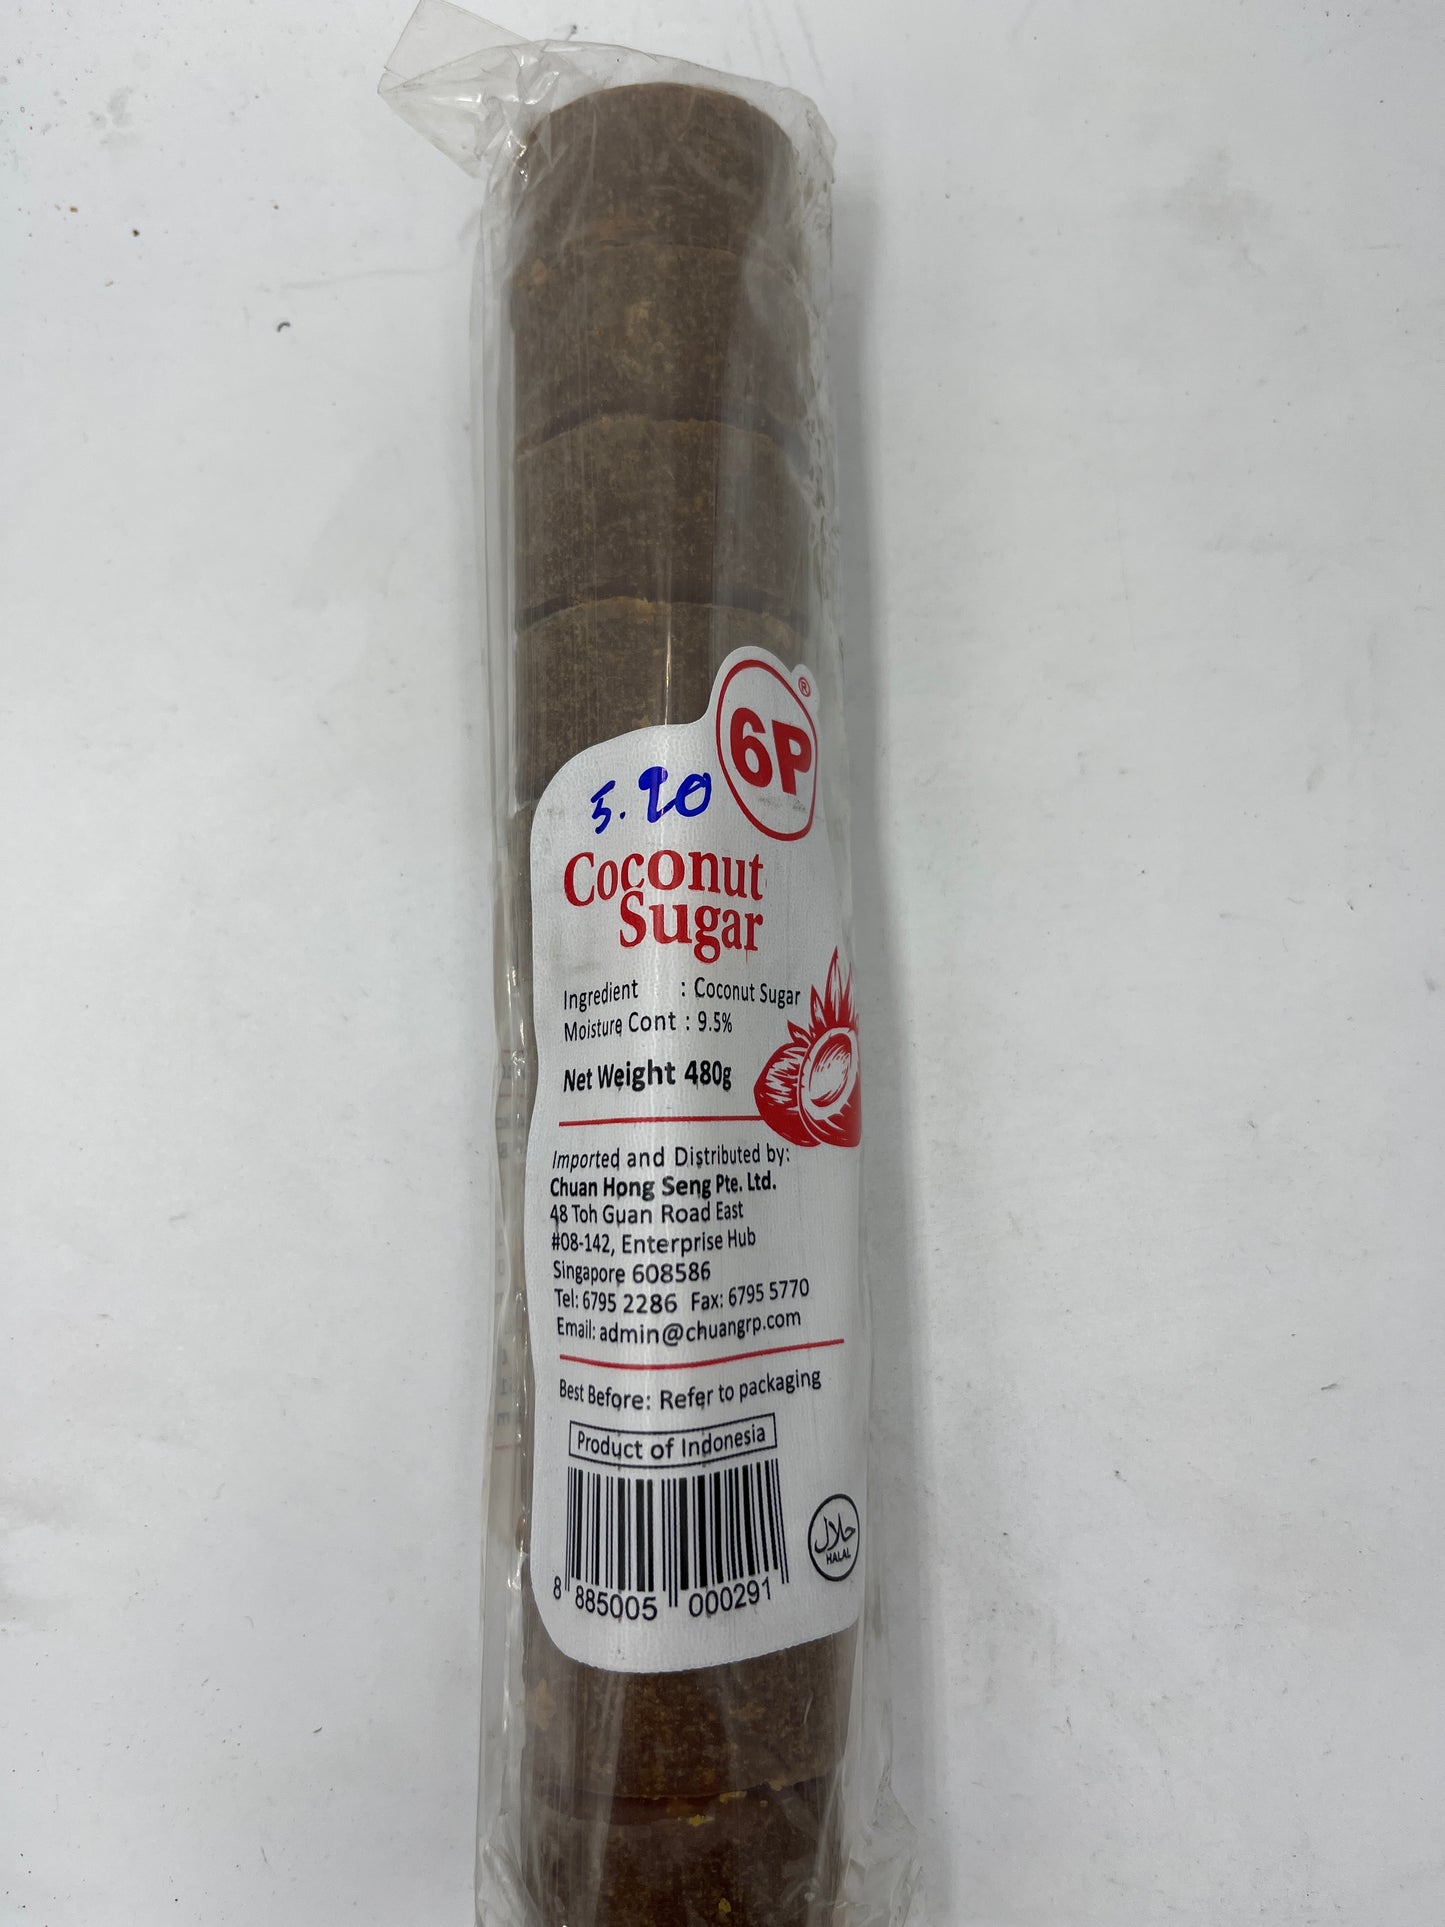 6P
®
5.90
Coconut
Sugar
Ingredient : Coconut Sugar
Moisture Cont : 9.5%
Net Weight 480g
Imported and Distributed by:
Chuan Hong Seng Pte. Ltd.
48 Toh Guan Road East
#08-142, Enterprise Hub
Singapore 608586
Tel: 6795 2286 Fax: 6795 5770
Email: admin@chuangrp.com
Best Before: Refer to packaging
Product of Indonesia
8 885005 000291
حلال
HALAL